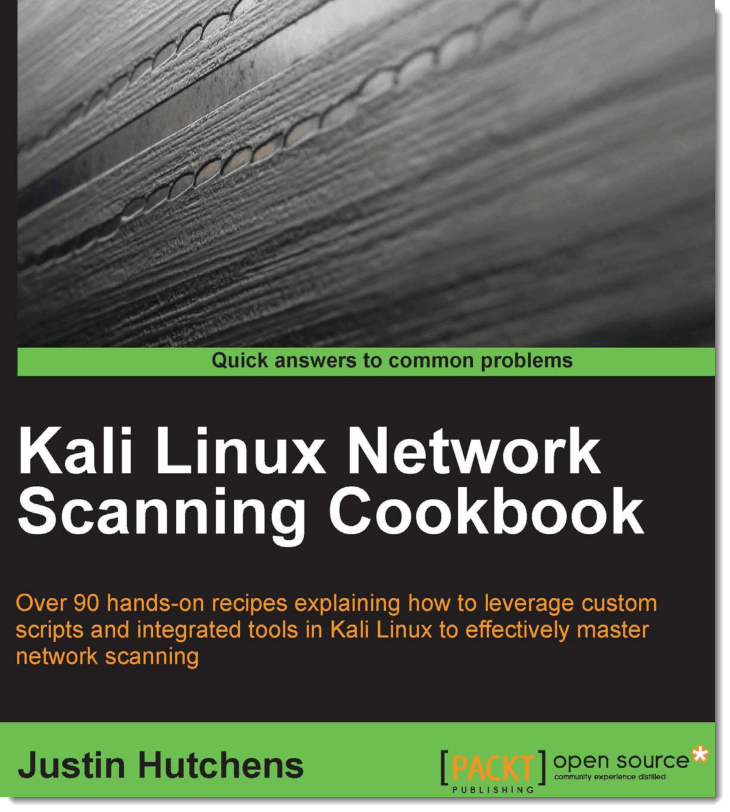 Quick answers to common problems
Kali Linux Network
Scanning Cookbook
Over 90 hands-on recipes explaining how to leverage custom
scripts and integrated tools in Kali Linux to effectively master
network scanning
Justin Hutchens
[PACKT]
PUBLISHING
open source*
community experience distilled